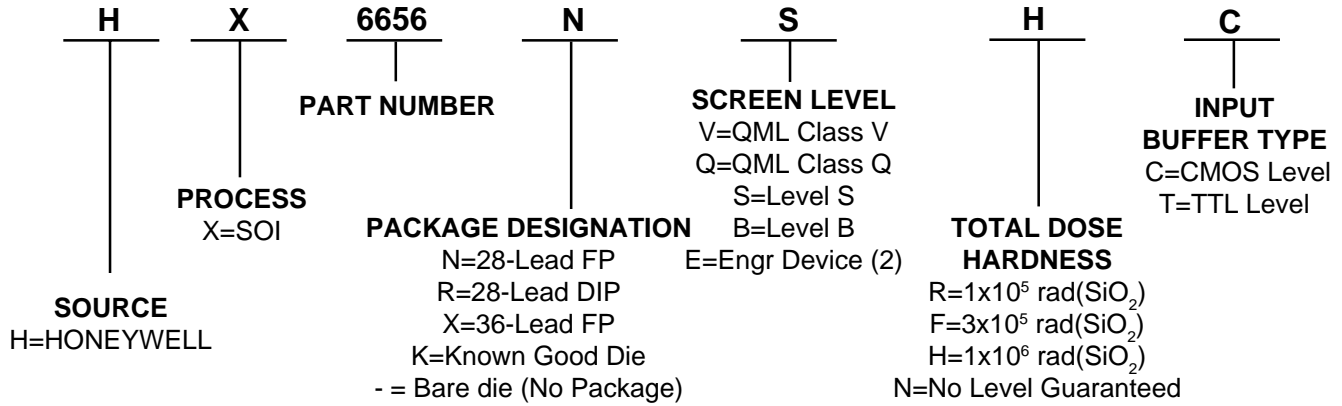 H X 6656 N S H C
PART NUMBER
SCREEN LEVEL
V=QML Class V
Q=QML Class Q
S=Level S
B=Level B
E=Engr Device (2)
INPUT
BUFFER TYPE
C=CMOS Level
T=TTL Level
PROCESS
X=SOI
PACKAGE DESIGNATION
N=28-Lead FP
R=28-Lead DIP
X=36-Lead FP
K=Known Good Die
- = Bare die (No Package)
TOTAL DOSE
HARDNESS
R=1x10⁵ rad(SiO₂)
F=3x10⁵ rad(SiO₂)
H=1x10⁶ rad(SiO₂)
N=No Level Guaranteed
SOURCE
H=HONEYWELL